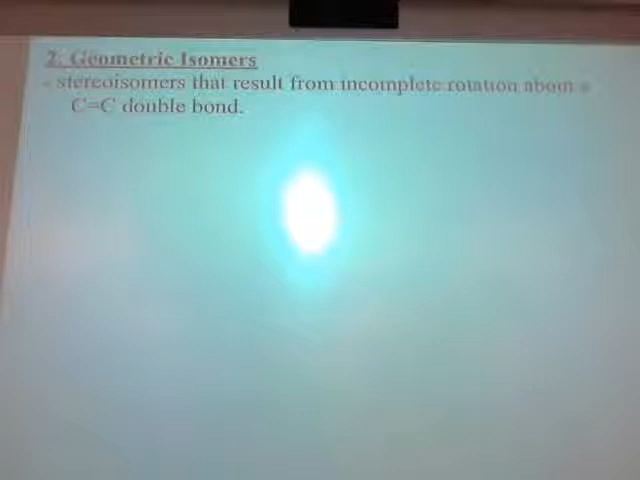 2. Geometric Isomers
- stereoisomers that result from incomplete rotation about a
C=C double bond.